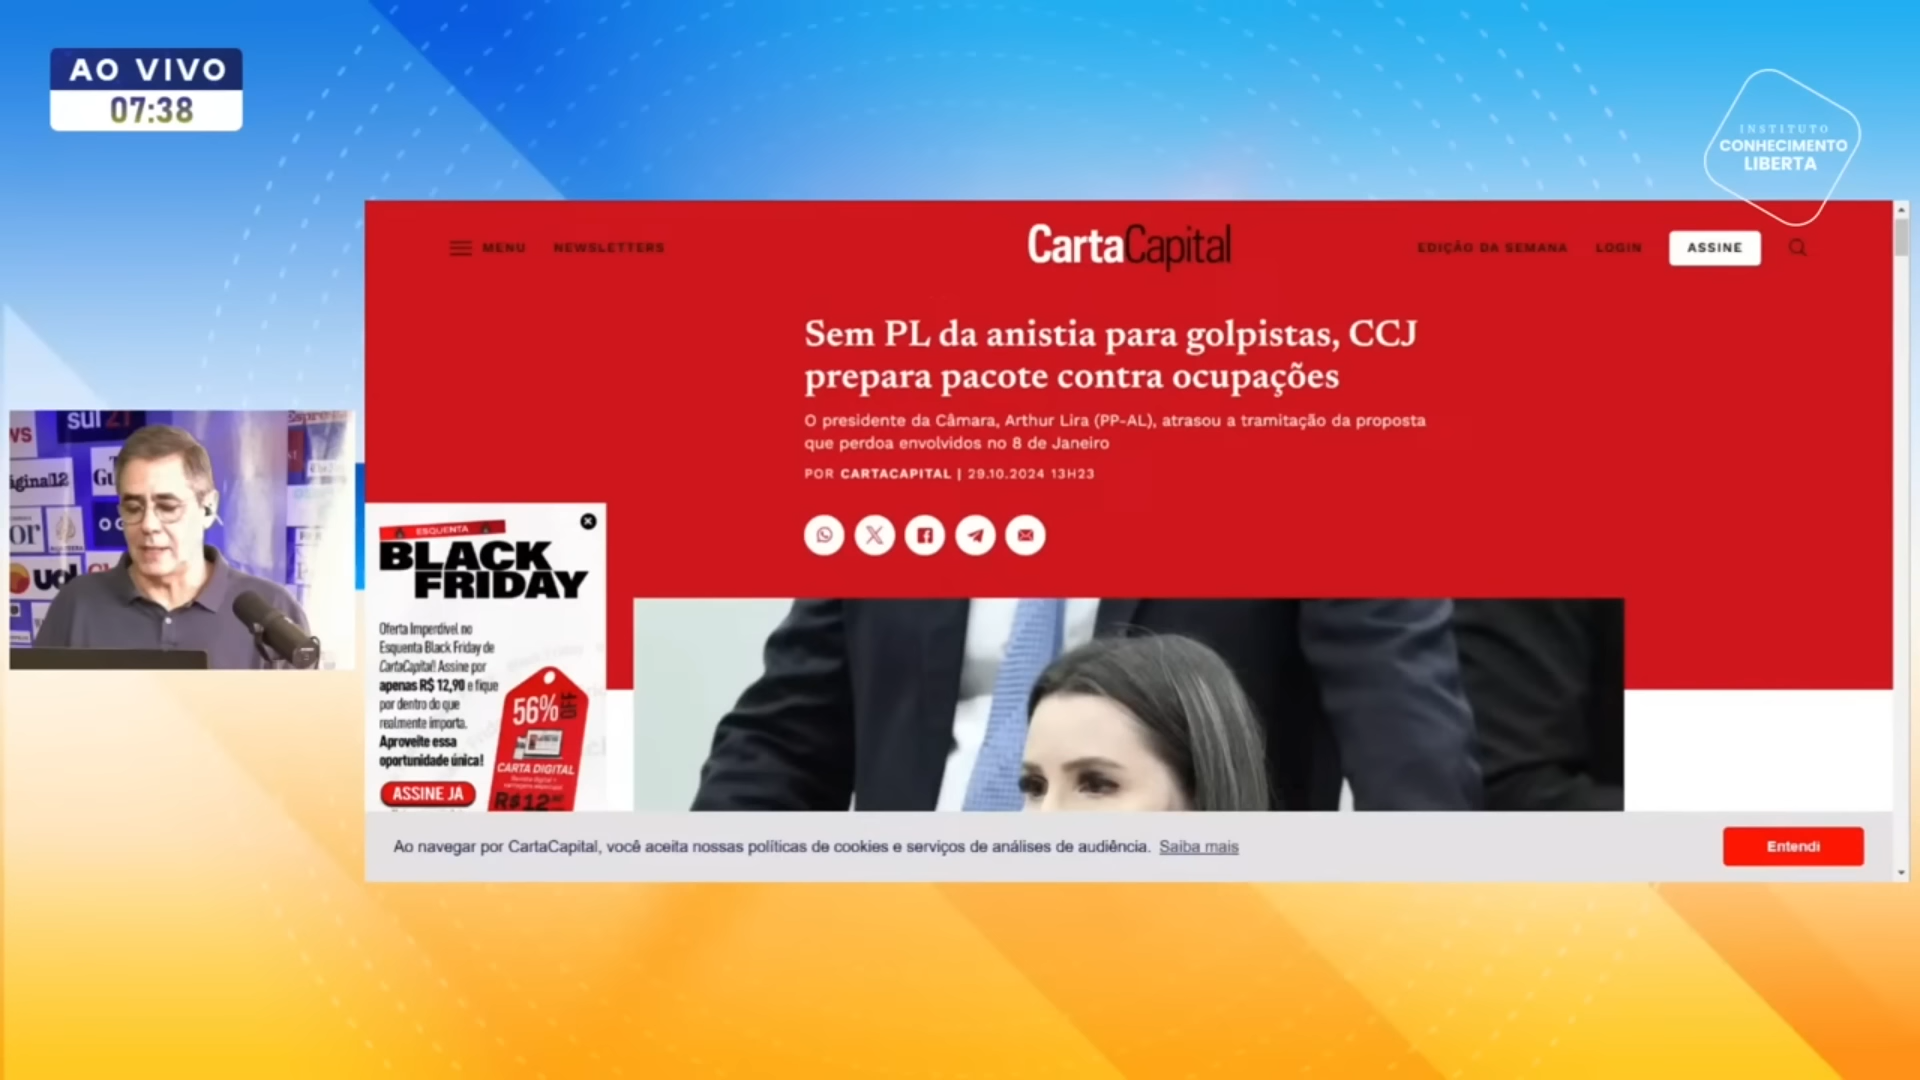 AO VIVO
07:38
INSTITUTO
CONHECIMENTO
LIBERTA
MENU
NEWSLETTERS
CartaCapital
EDIÇÃO DA SEMANA
LOGIN
ASSINE
Sem PL da anistia para golpistas, CCJ
prepara pacote contra ocupações
O presidente da Câmara, Arthur Lira (PP-AL), atrasou a tramitação da proposta
que perdoa envolvidos no 8 de Janeiro
POR CARTACAPITAL | 29.10.2024 13H23
sul 21
ágina12
UOL
ESQUENTA
BLACK
FRIDAY
Oferta Imperdível no
Esquenta Black Friday de
CartaCapital! Assine por
apenas R$ 12,90 e fique
por dentro do que
realmente importa.
Aproveite essa
oportunidade única!
ASSINE JÁ
56% OFF
CARTA DIGITAL
R$12
Ao navegar por CartaCapital, você aceita nossas políticas de cookies e serviços de análises de audiência. Saiba mais
Entendi